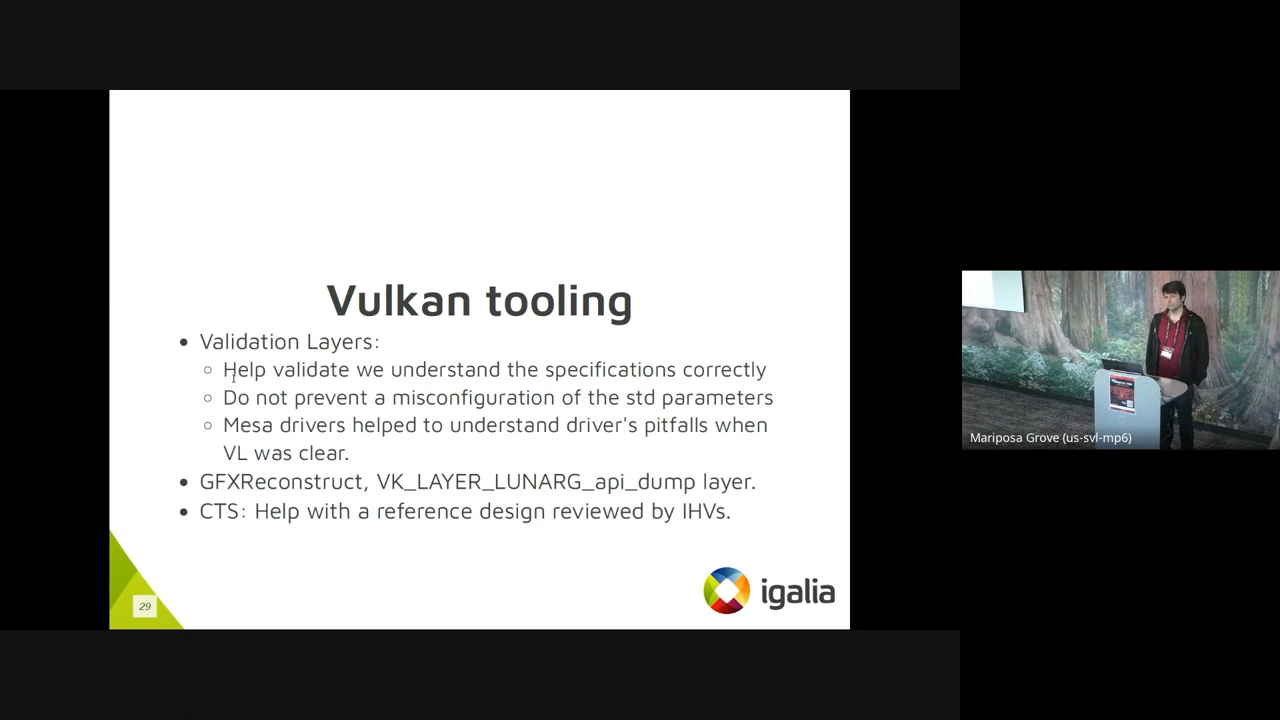 Vulkan tooling
Validation Layers:
Help validate we understand the specifications correctly
Do not prevent a misconfiguration of the std parameters
Mesa drivers helped to understand driver's pitfalls when
VL was clear.
GFXReconstruct, VK_LAYER_LUNARG_api_dump layer.
CTS: Help with a reference design reviewed by IHVs.
29
igalia
Mariposa Grove (us-svl-mp6)